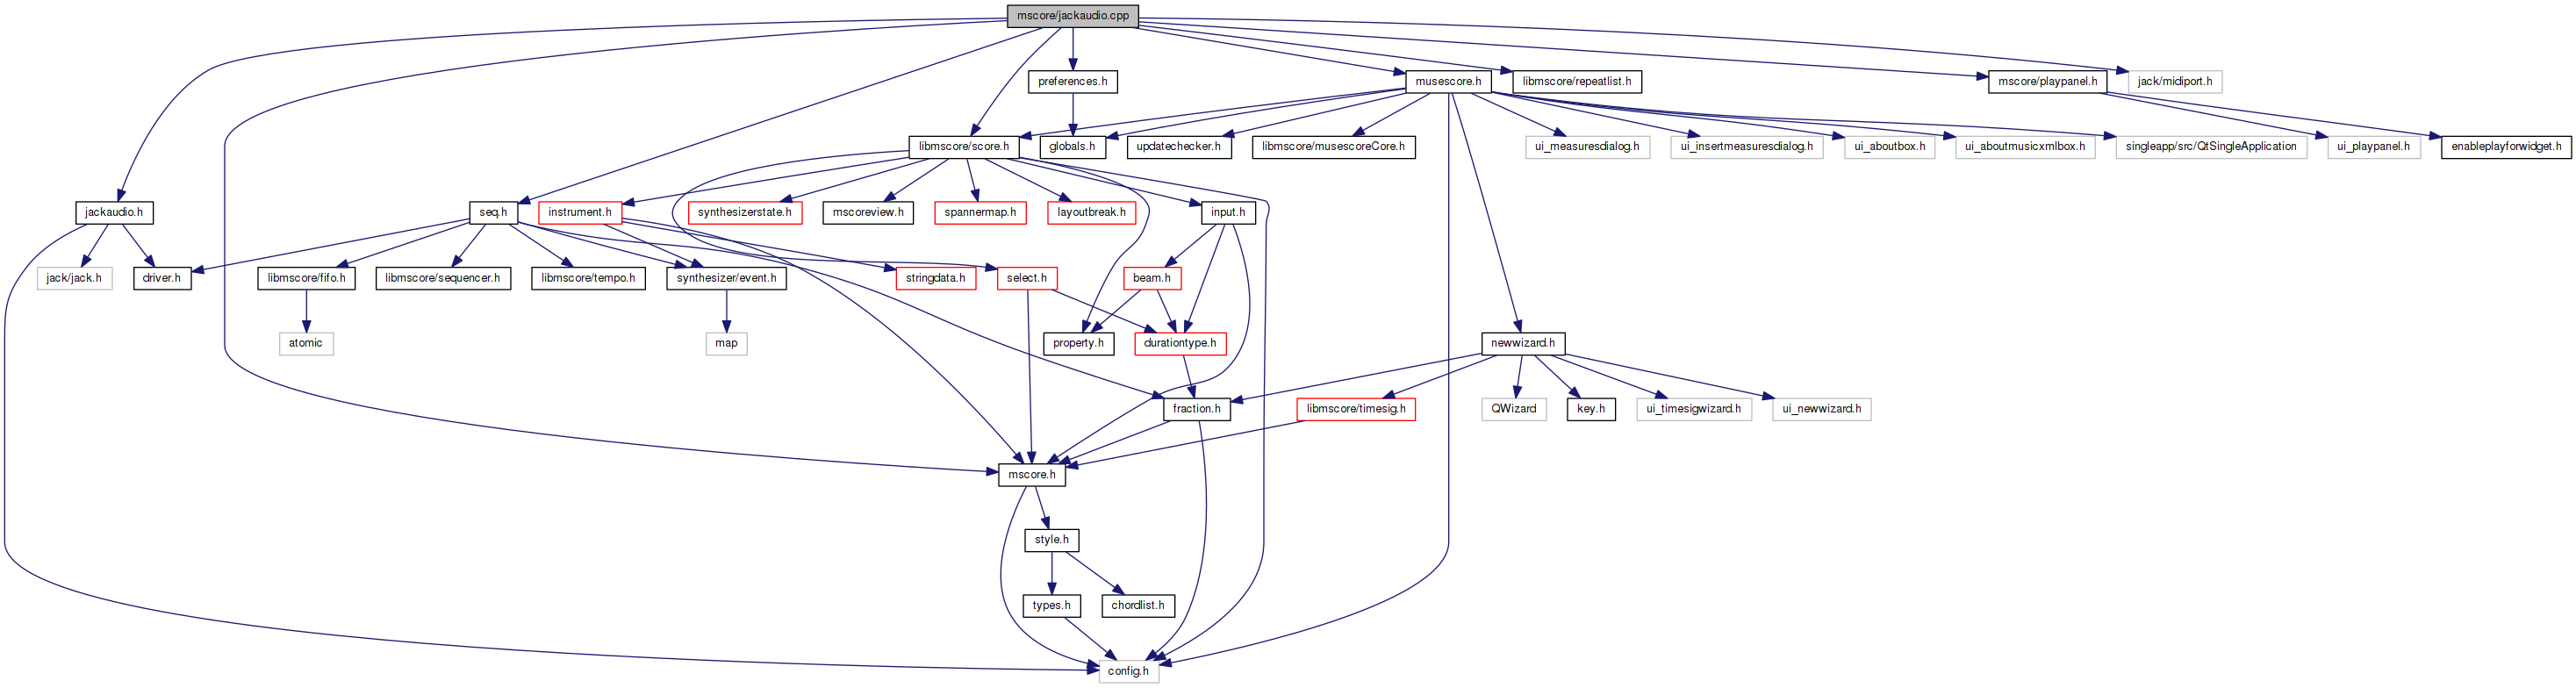 mscore/jackaudio.cpp
preferences.h
musescore.h
libmscore/repeatlist.h
mscore/playpanel.h
jack/midiport.h
libmscore/score.h
globals.h
updatechecker.h
libmscore/musescoreCore.h
ui_measuresdialog.h
ui_insertmeasuresdialog.h
ui_aboutbox.h
ui_aboutmusicxmlbox.h
singleapp/src/QtSingleApplication
ui_playpanel.h
enableplayforwidget.h
jackaudio.h
seq.h
instrument.h
synthesizerstate.h
mscoreview.h
spannermap.h
layoutbreak.h
input.h
jack/jack.h
driver.h
libmscore/fifo.h
libmscore/sequencer.h
libmscore/tempo.h
synthesizer/event.h
stringdata.h
select.h
beam.h
atomic
map
property.h
durationtype.h
newwizard.h
fraction.h
libmscore/timesig.h
QWizard
key.h
ui_timesigwizard.h
ui_newwizard.h
mscore.h
style.h
types.h
chordlist.h
config.h